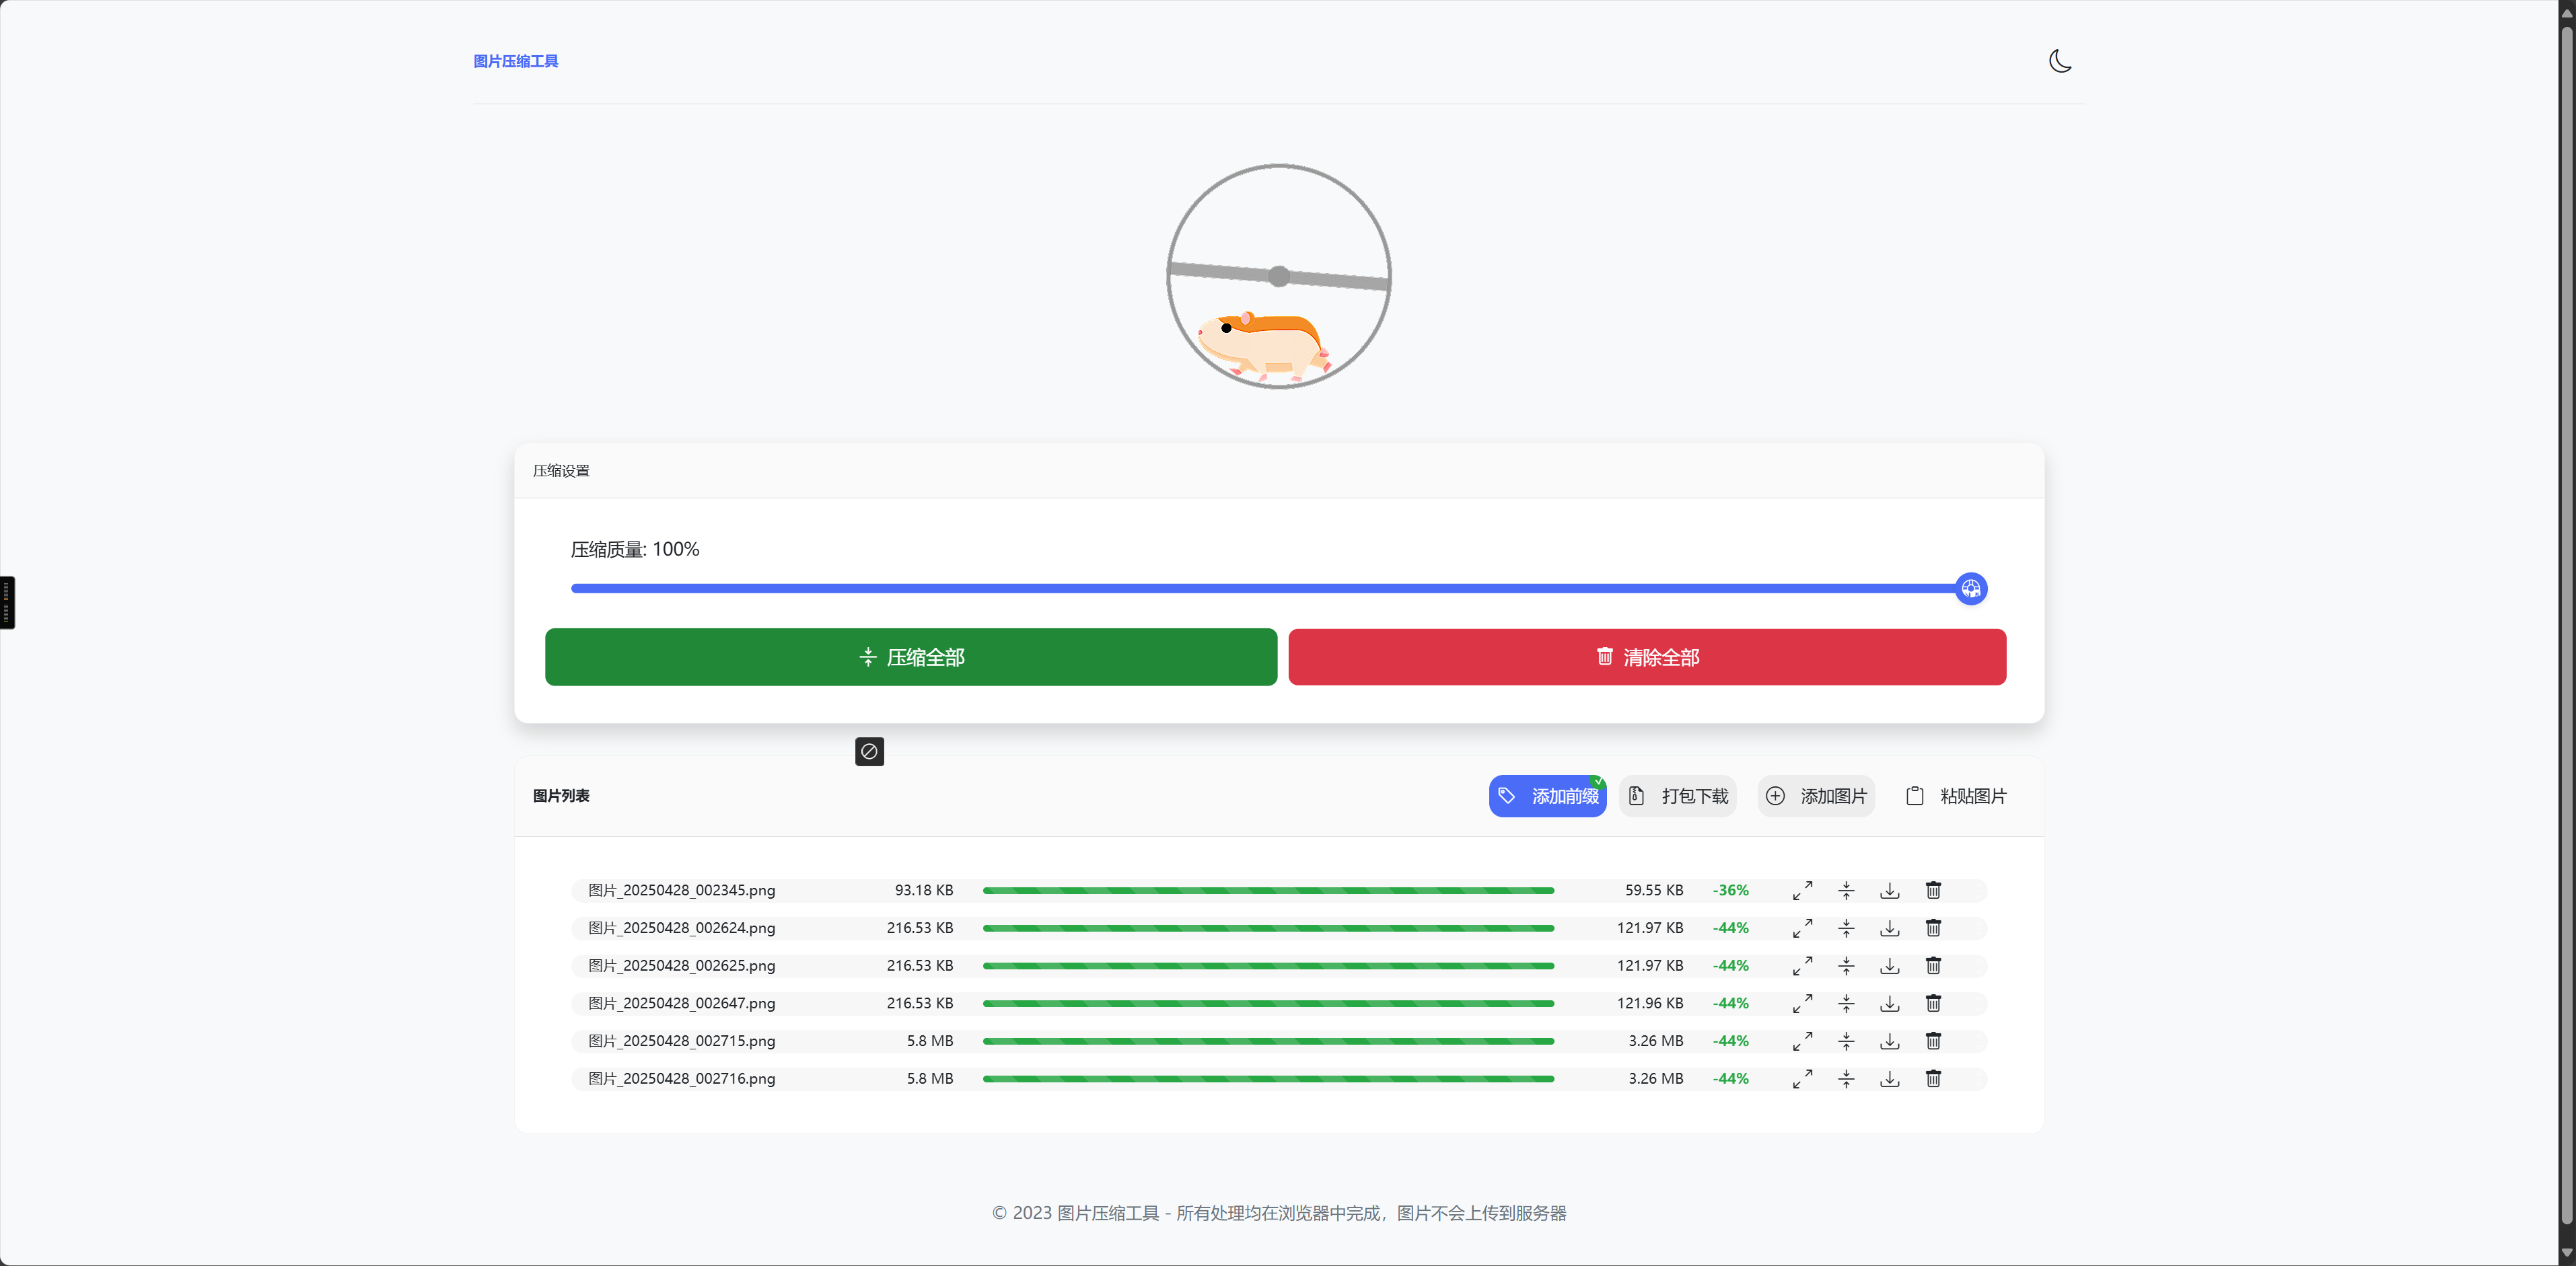 图片压缩工具
压缩设置
压缩质量: 100%
压缩全部
清除全部
图片列表
添加前缀
打包下载
添加图片
粘贴图片
图片_20250428_002345.png 93.18 KB 59.55 KB -36%
图片_20250428_002624.png 216.53 KB 121.97 KB -44%
图片_20250428_002625.png 216.53 KB 121.97 KB -44%
图片_20250428_002647.png 216.53 KB 121.96 KB -44%
图片_20250428_002715.png 5.8 MB 3.26 MB -44%
图片_20250428_002716.png 5.8 MB 3.26 MB -44%
© 2023 图片压缩工具 - 所有处理均在浏览器中完成，图片不会上传到服务器